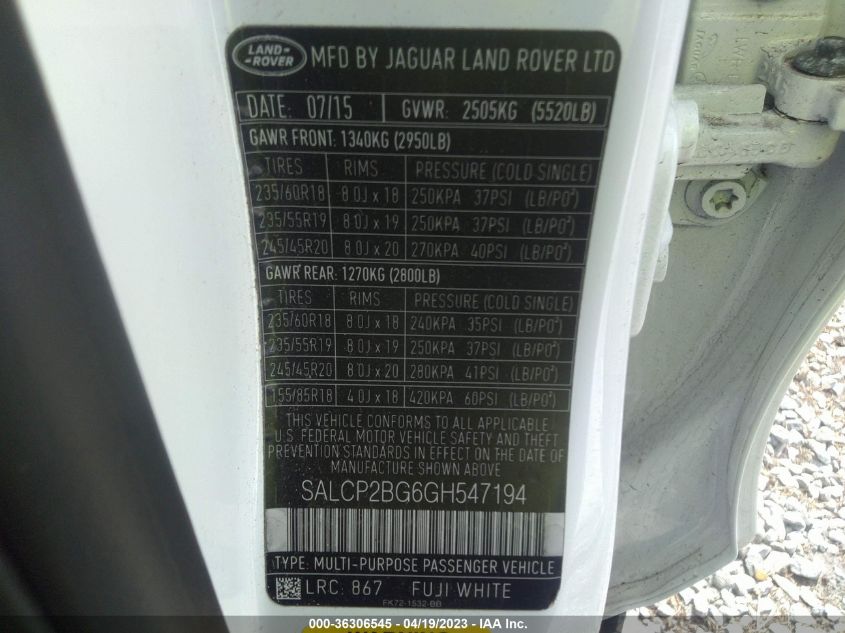 LAND ROVER MFD BY JAGUAR LAND ROVER LTD
DATE: 07/15 GVWR: 2505KG (5520LB)
GAWR FRONT: 1340KG (2950LB)
TIRES RIMS PRESSURE (COLD SINGLE)
235/60R18 8.0J x 18 250KPA 37PSI (LB/PO²)
235/55R19 8.0J x 19 250KPA 37PSI (LB/PO²)
245/45R20 8.0J x 20 270KPA 40PSI (LB/PO²)
GAWR REAR: 1270KG (2800LB)
TIRES RIMS PRESSURE (COLD SINGLE)
235/60R18 8.0J x 18 240KPA 35PSI (LB/PO²)
235/55R19 8.0J x 19 250KPA 37PSI (LB/PO²)
245/45R20 8.0J x 20 280KPA 41PSI (LB/PO²)
155/85R18 4.0J x 18 420KPA 60PSI (LB/PO²)
THIS VEHICLE CONFORMS TO ALL APPLICABLE
U.S. FEDERAL MOTOR VEHICLE SAFETY AND THEFT
PREVENTION STANDARDS IN EFFECT ON THE DATE OF
MANUFACTURE SHOWN ABOVE
SALCP2BG6GH547194
TYPE: MULTI-PURPOSE PASSENGER VEHICLE
LRC: 867 FUJI WHITE
FK72-1532-BB
000-36306545 - 04/19/2023 - IAA Inc.